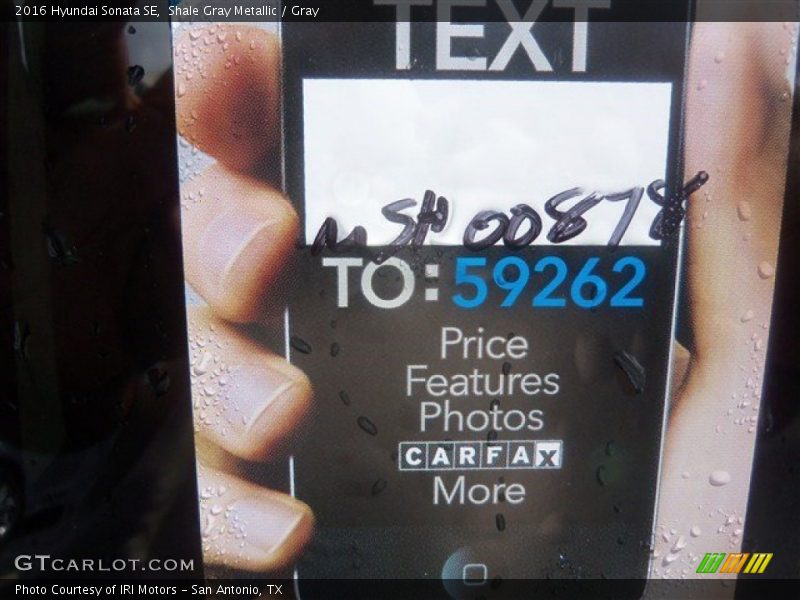 2016 Hyundai Sonata SE,  Shale Gray Metallic / Gray
TEXT
MSH00878
TO: 59262
Price
Features
Photos
CARFAX
More
GTCARLOT.COM
Photo Courtesy of IRI Motors - San Antonio, TX